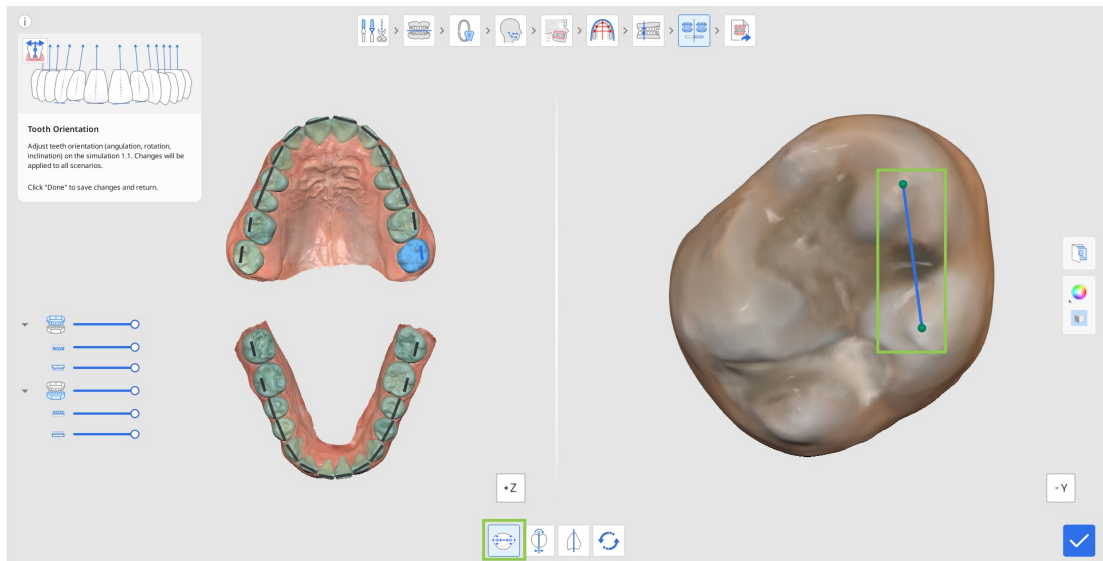 Tooth Orientation
Adjust teeth orientation (angulation, rotation,
inclination) on the simulation 1.1. Changes will be
applied to all scenarios.
Click "Done" to save changes and return.
+Z
-Y